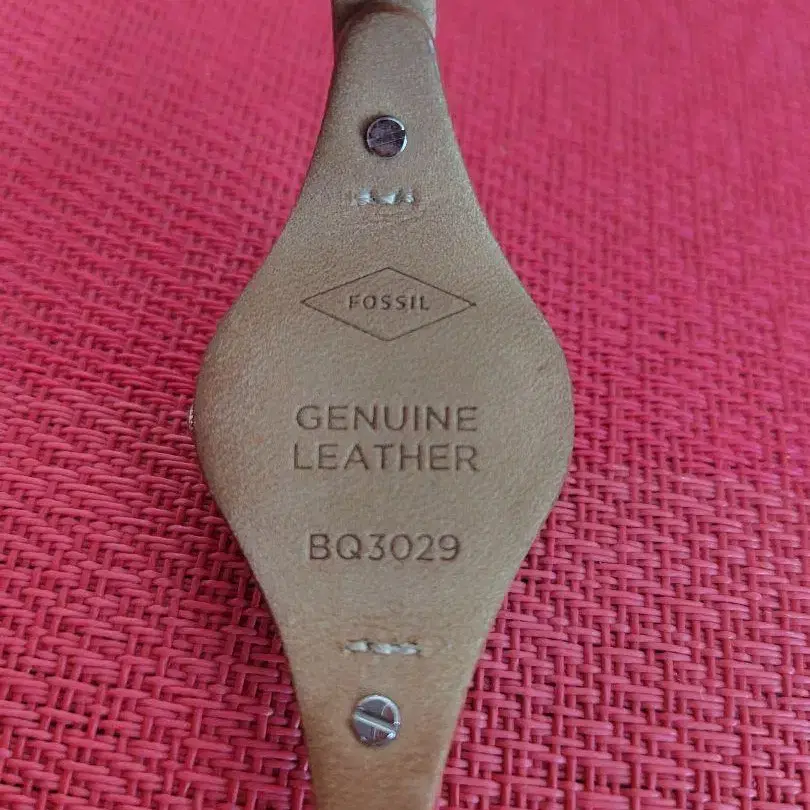 FOSSIL
GENUINE
LEATHER
BQ3029